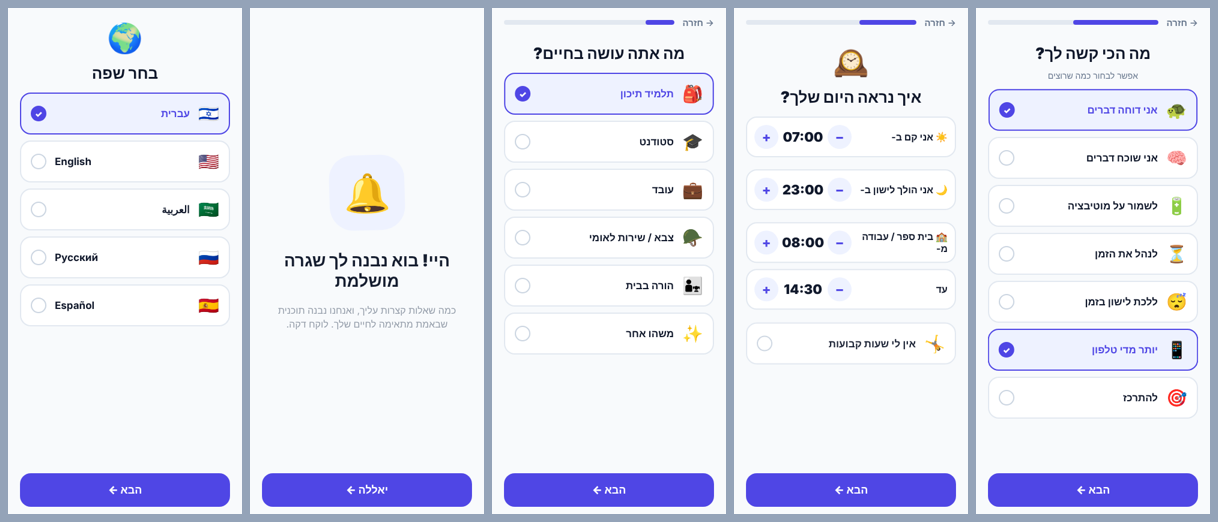 בחר שפה
עברית
English
العربية
Русский
Español
הבא ←
היי! בוא נבנה לך שגרה
מושלמת
כמה שאלות קצרות עליך, ואנחנו נבנה תוכנית
שבאמת מתאימה לחיים שלך. לוקח דקה.
יאללה ←
→ חזרה
מה אתה עושה בחיים?
תלמיד תיכון
סטודנט
עובד
צבא / שירות לאומי
הורה בבית
משהו אחר
הבא ←
→ חזרה
איך נראה היום שלך?
אני קם ב-
− 07:00 +
אני הולך לישון ב-
− 23:00 +
בית ספר / עבודה
מ-
− 08:00 +
עד
− 14:30 +
אין לי שעות קבועות
הבא ←
→ חזרה
מה הכי קשה לך?
אפשר לבחור כמה שרוצים
אני דוחה דברים
אני שוכח דברים
לשמור על מוטיבציה
לנהל את הזמן
ללכת לישון בזמן
יותר מדי טלפון
להתרכז
הבא ←